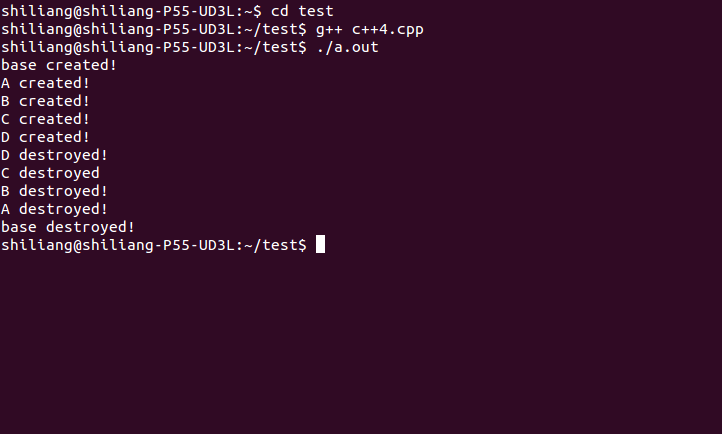 shiliang@shiliang-P55-UD3L:~$ cd test
shiliang@shiliang-P55-UD3L:~/test$ g++ c++4.cpp
shiliang@shiliang-P55-UD3L:~/test$ ./a.out
base created!
A created!
B created!
C created!
D created!
D destroyed!
C destroyed
B destroyed!
A destroyed!
base destroyed!
shiliang@shiliang-P55-UD3L:~/test$